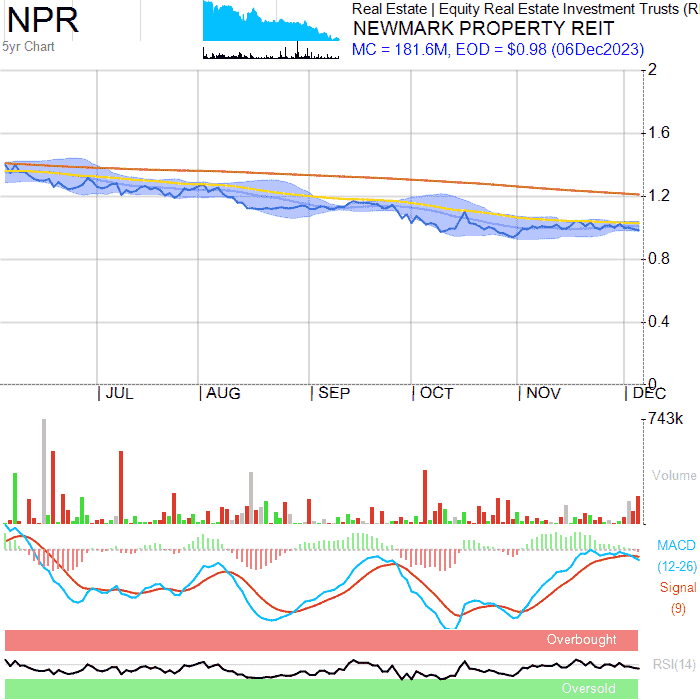 NPR
5yr Chart
Real Estate | Equity Real Estate Investment Trusts (R
NEWMARK PROPERTY REIT
MC = 181.6M, EOD = $0.98 (06Dec2023)
2
1.6
1.2
0.8
0.4
0
JUL AUG SEP OCT NOV DEC
743k
Volume
MACD
(12-26)
Signal
(9)
Overbought
RSI(14)
Oversold